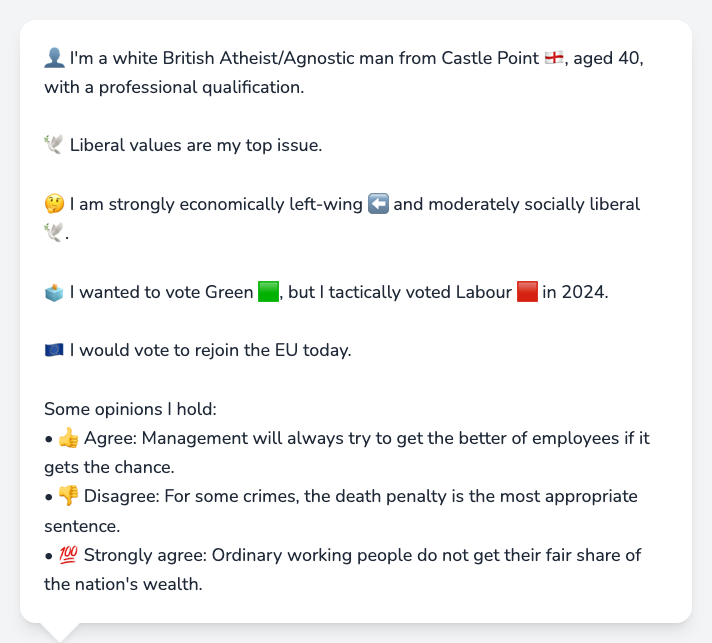 👤 I'm a white British Atheist/Agnostic man from Castle Point 🏴󠁧󠁢󠁥󠁮󠁧󠁿, aged 40,
with a professional qualification.
🕊️ Liberal values are my top issue.
🤔 I am strongly economically left-wing ⬅️ and moderately socially liberal
🕊️.
🗳️ I wanted to vote Green 🟩, but I tactically voted Labour 🟥 in 2024.
🇪🇺 I would vote to rejoin the EU today.
Some opinions I hold:
• 👍 Agree: Management will always try to get the better of employees if it
gets the chance.
• 👎 Disagree: For some crimes, the death penalty is the most appropriate
sentence.
• 💯 Strongly agree: Ordinary working people do not get their fair share of
the nation's wealth.